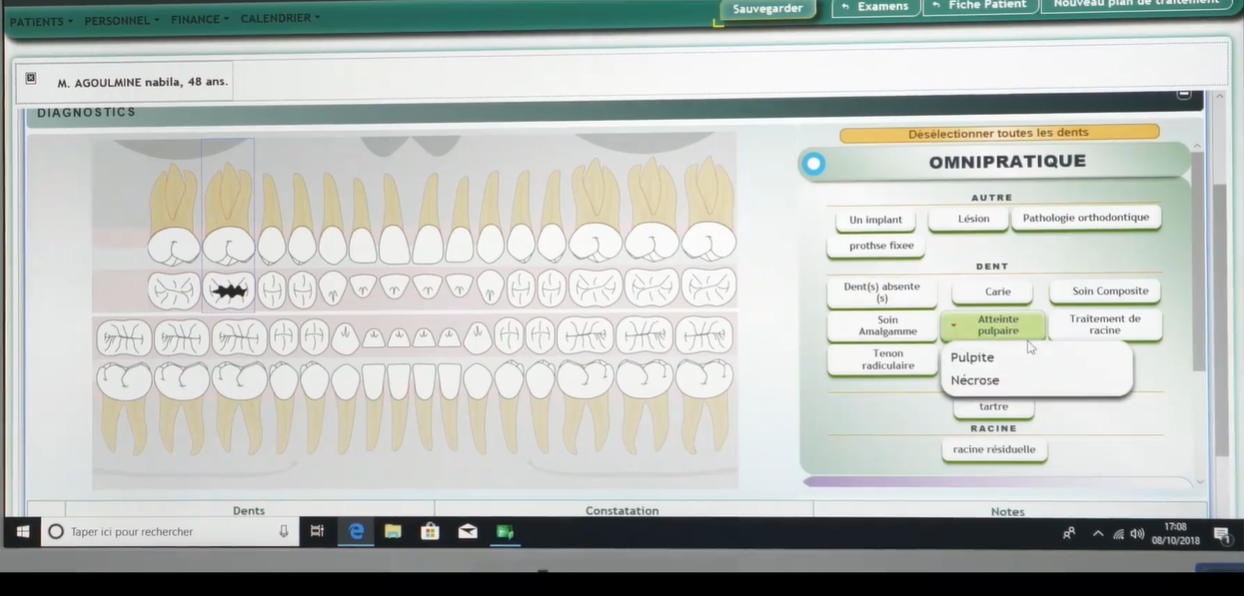 PATIENTS PERSONNEL FINANCE CALENDRIER
Sauvegarder
Examens
Fiche Patient
Nouveau plan de traitement
M. AGOULMINE nabila, 48 ans.
DIAGNOSTICS
Désélectionner toutes les dents
OMNIPRATIQUE
AUTRE
Un implant
Lésion
Pathologie orthodontique
prothse fixee
DENT
Dent(s) absente
(s)
Carie
Soin Composite
Soin
Amalgamme
Atteinte
pulpaire
Traitement de
racine
Tenon
radiculaire
Pulpite
Nécrose
tartre
RACINE
racine résiduelle
Dents
Constatation
Notes
Taper ici pour rechercher
17:08
08/10/2018
1